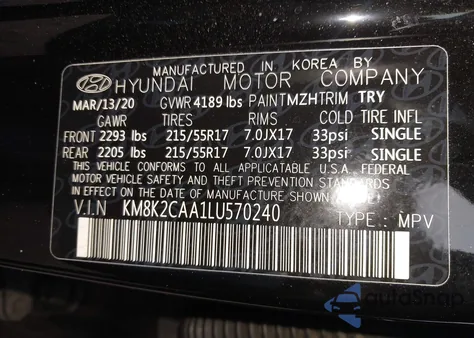 MANUFACTURED IN KOREA BY
HYUNDAI MOTOR COMPANY
MAR/13/20 GVWR 4189 lbs PAINT MZH TRIM TRY
GAWR TIRES RIMS COLD TIRE INFL
FRONT 2293 lbs 215/55R17 7.0JX17 33psi SINGLE
REAR 2205 lbs 215/55R17 7.0JX17 33psi SINGLE
THIS VEHICLE CONFORMS TO ALL APPLICABLE U.S.A. FEDERAL
MOTOR VEHICLE SAFETY AND THEFT PREVENTION STANDARDS
IN EFFECT ON THE DATE OF MANUFACTURE SHOWN ABOVE.
V.I.N KM8K2CAA1LU570240 TYPE : MPV
autoSnap